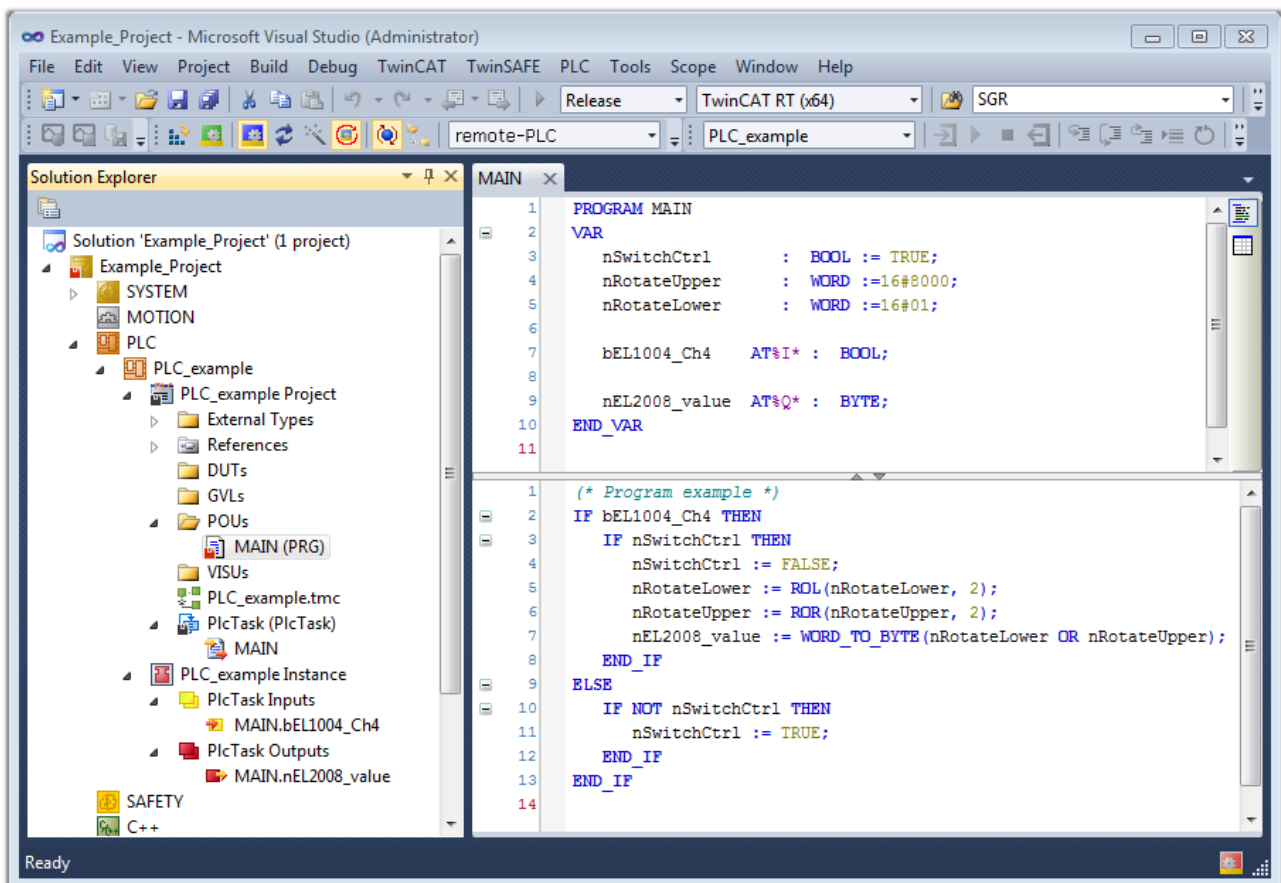 Example_Project - Microsoft Visual Studio (Administrator)
File Edit View Project Build Debug TwinCAT TwinSAFE PLC Tools Scope Window Help
Release TwinCAT RT (x64) SGR
remote-PLC PLC_example
Solution Explorer
Solution 'Example_Project' (1 project)
Example_Project
SYSTEM
MOTION
PLC
PLC_example
PLC_example Project
External Types
References
DUTs
GVLs
POUs
MAIN (PRG)
VISUs
PLC_example.tmc
PlcTask (PlcTask)
MAIN
PLC_example Instance
PlcTask Inputs
MAIN.bEL1004_Ch4
PlcTask Outputs
MAIN.nEL2008_value
SAFETY
C++
MAIN
1 PROGRAM MAIN
2 VAR
3 nSwitchCtrl : BOOL := TRUE;
4 nRotateUpper : WORD :=16#8000;
5 nRotateLower : WORD :=16#01;
6
7 bEL1004_Ch4 AT%I* : BOOL;
8
9 nEL2008_value AT%Q* : BYTE;
10 END_VAR
11
1 (* Program example *)
2 IF bEL1004_Ch4 THEN
3 IF nSwitchCtrl THEN
4 nSwitchCtrl := FALSE;
5 nRotateLower := ROL(nRotateLower, 2);
6 nRotateUpper := ROR(nRotateUpper, 2);
7 nEL2008_value := WORD_TO_BYTE(nRotateLower OR nRotateUpper);
8 END_IF
9 ELSE
10 IF NOT nSwitchCtrl THEN
11 nSwitchCtrl := TRUE;
12 END_IF
13 END_IF
14
Ready